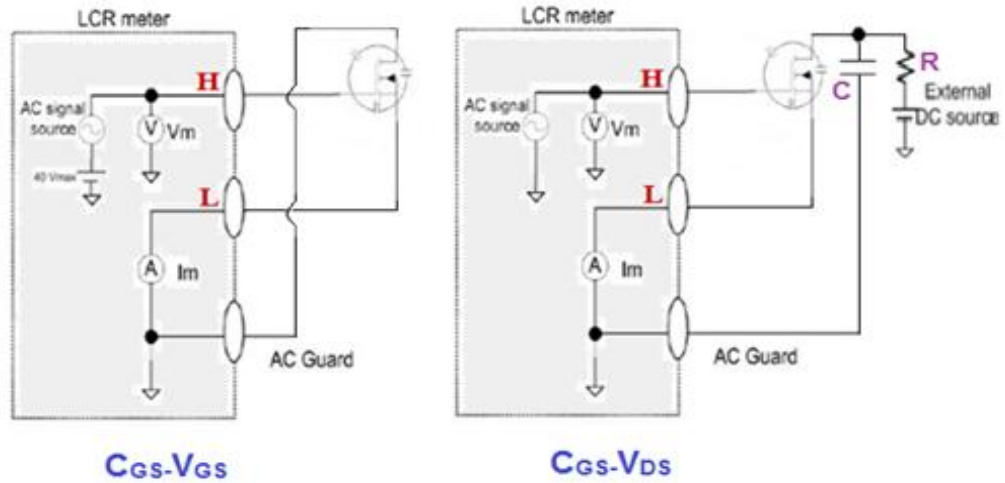 LCR meter
H
AC signal
source
V Vm
40 Vmax
L
A Im
AC Guard
CGS-VGS
LCR meter
H
AC signal
source
V Vm
L
A Im
AC Guard
C
R
External
DC source
CGS-VDS